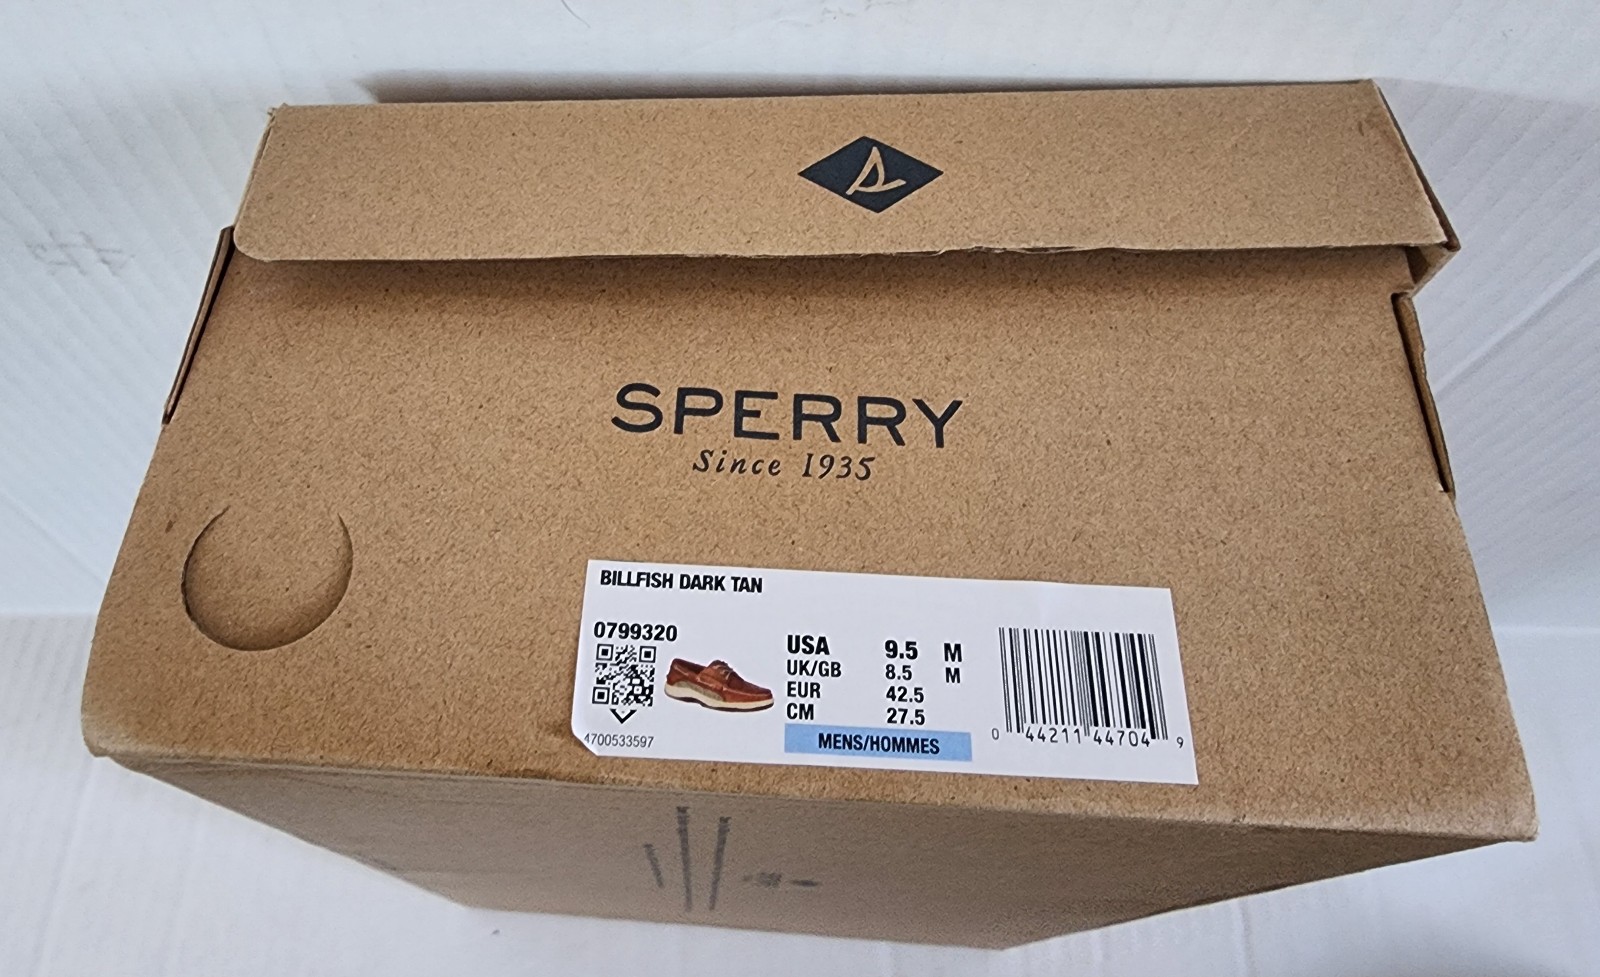 SPERRY
Since 1935
BILLFISH DARK TAN
0799320
USA 9.5 M
UK/GB 8.5 M
EUR 42.5
CM 27.5
MENS/HOMMES
4700533597
0 44211 44704 9